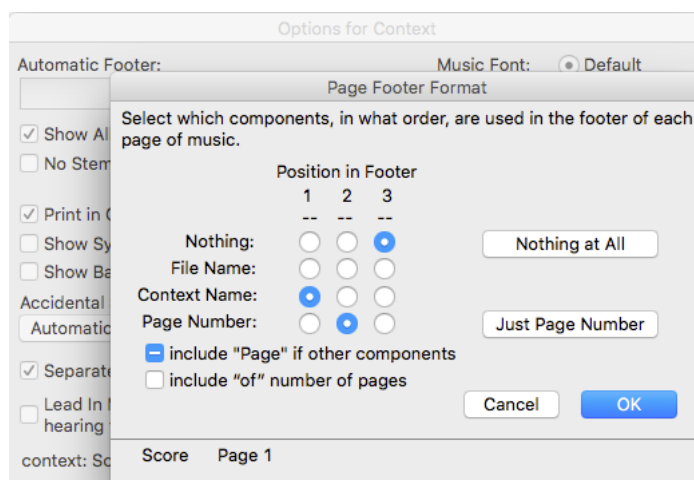 Options for Context
Automatic Footer:
Music Font: Default
Page Footer Format
Select which components, in what order, are used in the footer of each
page of music.
Show Al
No Stem
Position in Footer
1 2 3
-- -- --
Print in
Nothing:
Nothing at All
Show Sy
File Name:
Show Ba
Context Name:
Accidental
Page Number:
Just Page Number
Automatic
include "Page" if other components
Separate
include “of” number of pages
Lead In
hearing
Cancel OK
context: Sc
Score Page 1